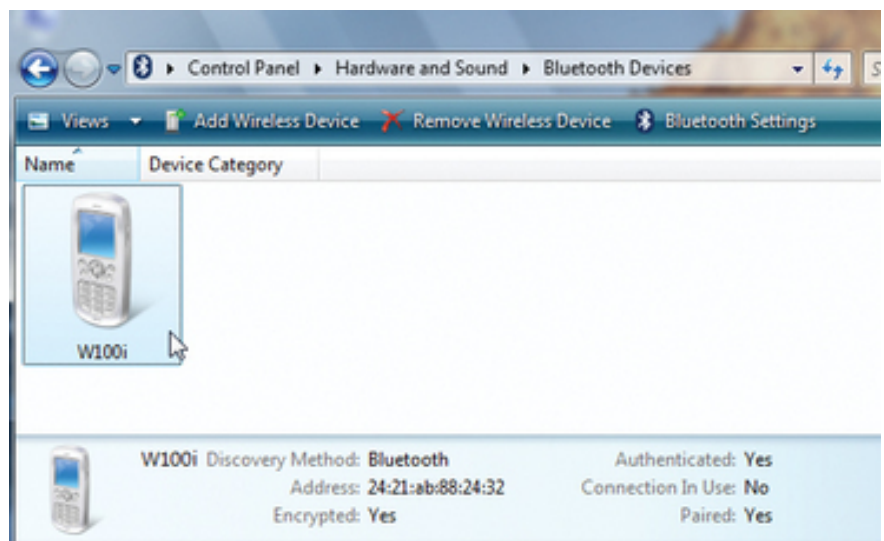 Control Panel Hardware and Sound Bluetooth Devices S
Views Add Wireless Device Remove Wireless Device Bluetooth Settings
Name Device Category
W100i
W100i Discovery Method: Bluetooth Authenticated: Yes
Address: 24:21:ab:88:24:32 Connection In Use: No
Encrypted: Yes Paired: Yes